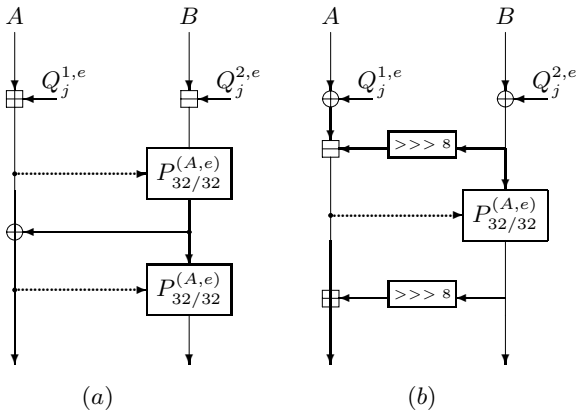 A B A B
Q_j^{1,e} Q_j^{2,e} Q_j^{1,e} Q_j^{2,e}
>>> 8
P_{32/32}^{(A,e)}
P_{32/32}^{(A,e)}
P_{32/32}^{(A,e)}
>>> 8
(a) (b)